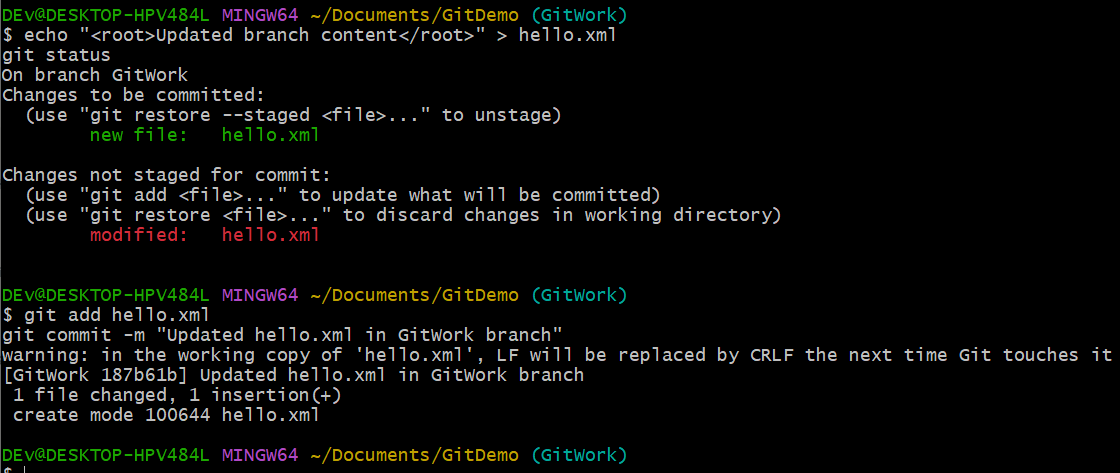 DEv@DESKTOP-HPV484L MINGW64 ~/Documents/GitDemo (GitWork)
$ echo "<root>Updated branch content</root>" > hello.xml
git status
On branch GitWork
Changes to be committed:
  (use "git restore --staged <file>..." to unstage)
        new file:   hello.xml

Changes not staged for commit:
  (use "git add <file>..." to update what will be committed)
  (use "git restore <file>..." to discard changes in working directory)
        modified:   hello.xml


DEv@DESKTOP-HPV484L MINGW64 ~/Documents/GitDemo (GitWork)
$ git add hello.xml
git commit -m "Updated hello.xml in GitWork branch"
warning: in the working copy of 'hello.xml', LF will be replaced by CRLF the next time Git touches it
[GitWork 187b61b] Updated hello.xml in GitWork branch
 1 file changed, 1 insertion(+)
 create mode 100644 hello.xml

DEv@DESKTOP-HPV484L MINGW64 ~/Documents/GitDemo (GitWork)
$